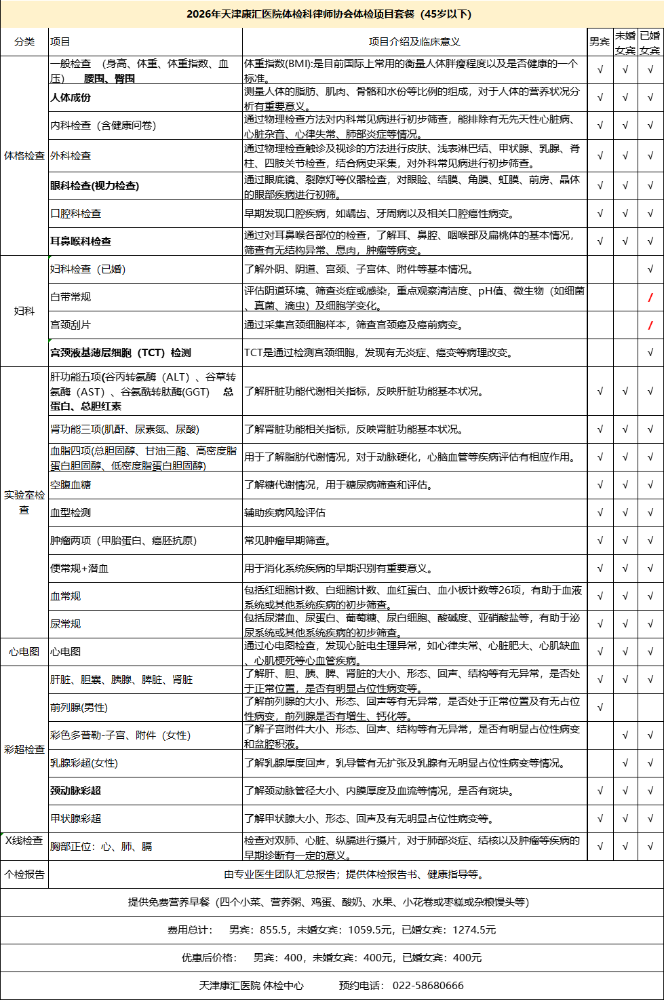 2026年天津康汇医院体检科律师协会体检项目套餐（45岁以下）
分类 项目 项目介绍及临床意义 男宾 未婚女宾 已婚女宾
体格检查
一般检查 （身高、体重、体重指数、血
压） 腰围、臀围
体重指数(BMI):是目前国际上常用的衡量人体胖瘦程度以及是否健康的一个
标准。
√ √ √
人体成份
测量人体的脂肪、肌肉、骨骼和水份等比例的组成，对于人体的营养状况分
析有重要意义。
√ √ √
内科检查（含健康问卷）
通过物理检查方法对内科常见病进行初步筛查，能排除有无先天性心脏病、
心脏杂音、心律失常、肺部炎症等情况。
√ √ √
外科检查
通过物理检查触诊及视诊的方法进行皮肤、浅表淋巴结、甲状腺、乳腺、脊
柱、四肢关节检查，结合病史采集，对外科常见病进行初步筛查。
√ √ √
眼科检查(视力检查)
通过眼底镜、裂隙灯等仪器检查，对眼睑、结膜、角膜、虹膜、前房、晶体
的眼部疾病进行初筛。
√ √ √
口腔科检查
早期发现口腔疾病，如龋齿、牙周病以及相关口腔癌性病变。
√ √ √
耳鼻喉科检查
通过对耳鼻喉各部位的检查，了解耳、鼻腔、咽喉部及扁桃体的基本情况，
筛查有无结构异常、息肉，肿瘤等病变。
√ √ √
妇科
妇科检查（已婚）
了解外阴、阴道、宫颈、子宫体、附件等基本情况。
√
白带常规
评估阴道环境、筛查炎症或感染，重点观察清洁度、pH值、微生物（如细菌
、真菌、滴虫）及细胞学变化。
/
宫颈刮片
通过采集宫颈细胞样本，筛查宫颈癌及癌前病变。
/
宫颈液基薄层细胞（TCT）检测
TCT是通过检测宫颈细胞，发现有无炎症、癌变等病理改变。
√
实验室检
查
肝功能五项(谷丙转氨酶（ALT）、谷草转
氨酶（AST）、谷氨酰转肽酶(GGT) 总
蛋白、总胆红素
了解肝脏功能代谢相关指标，反映肝脏功能基本状况。
√ √ √
肾功能三项(肌酐、尿素氮、尿酸)
了解肾脏功能相关指标，反映肾脏功能基本状况。
√ √ √
血脂四项(总胆固醇、甘油三酯、高密度脂
蛋白胆固醇、低密度脂蛋白胆固醇)
用于了解脂肪代谢情况，对于动脉硬化，心脑血管等疾病评估有相应作用。
√ √ √
空腹血糖
了解糖代谢情况，用于糖尿病筛查和评估。
√ √ √
血型检测
辅助疾病风险评估
√ √ √
肿瘤两项（甲胎蛋白、癌胚抗原）
常见肿瘤早期筛查。
√ √ √
便常规+潜血
用于消化系统疾病的早期识别有重要意义。
√ √ √
血常规
包括红细胞计数、白细胞计数、血红蛋白、血小板计数等26项，有助于血液
系统或其他系统疾病的初步筛查。
√ √ √
尿常规
包括尿潜血、尿蛋白、葡萄糖、尿白细胞、酸碱度、亚硝酸盐等，有助于泌
尿系统或其他系统疾病的初步筛查。
√ √ √
心电图
心电图
通过心电图检查，发现心脏电生理异常，如心律失常、心脏肥大、心肌缺血
、心肌梗死等心血管疾病。
√ √ √
彩超检查
肝脏、胆囊、胰腺、脾脏、肾脏
了解肝、胆、胰、脾、肾脏的大小、形态、回声、结构等有无异常，是否处
于正常位置，是否有明显占位性病变等。
√ √ √
前列腺(男性)
了解前列腺的大小、形态、回声等有无异常，是否处于正常位置及有无占位
性病变，前列腺是否有增生、钙化等。
√
彩色多普勒-子宫、附件（女性）
了解子宫附件大小、形态、回声、结构等有无异常，是否有明显占位性病变
和盆腔积液。
√ √
乳腺彩超(女性)
了解乳腺厚度回声，乳导管有无扩张及乳腺有无明显占位性病变等情况。
√ √
颈动脉彩超
了解颈动脉管径大小、内膜厚度及血流等情况，是否有斑块。
√ √ √
甲状腺彩超
了解甲状腺大小、形态、回声及有无明显占位性病变等。
√ √ √
X线检查
胸部正位：心、肺、膈
检查对双肺、心脏、纵膈进行摄片，对于肺部炎症、结核以及肿瘤等疾病的
早期诊断有一定的意义。
√ √ √
个检报告
由专业医生团队汇总报告；提供体检报告书、健康指导等。
提供免费营养早餐（四个小菜、营养粥、鸡蛋、酸奶、水果、小花卷或枣糕或杂粮馒头等）
费用总计： 男宾：855.5，未婚女宾：1059.5元，已婚女宾：1274.5元
优惠后价格： 男宾：400，未婚女宾：400元，已婚女宾：400元
天津康汇医院 体检中心 预约电话： 022-58680666